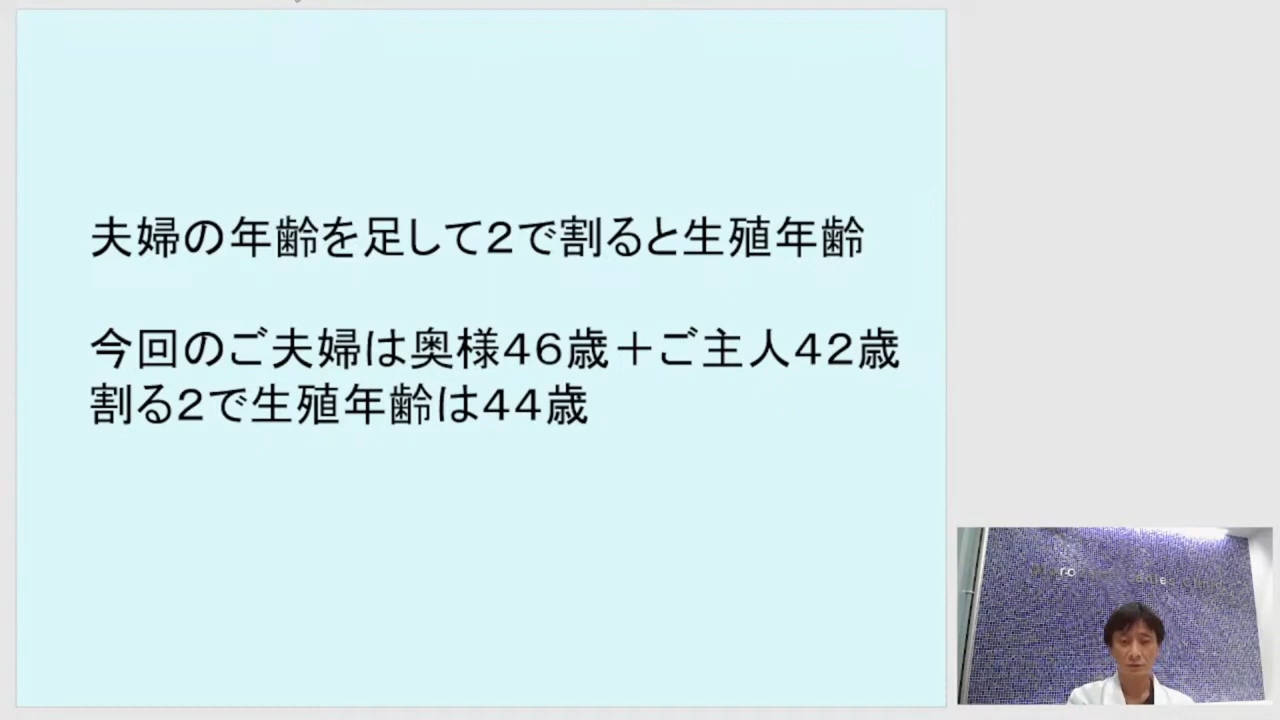 夫婦の年齢を足して２で割ると生殖年齢
今回のご夫婦は奥様４６歳＋ご主人４２歳
割る２で生殖年齢は４４歳